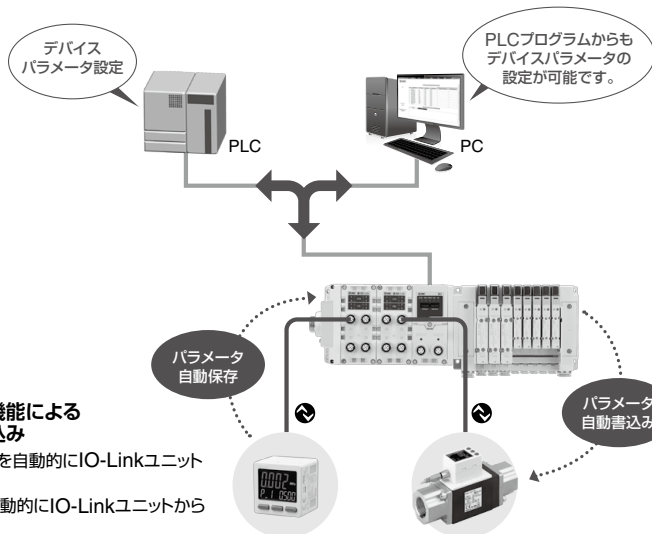 デバイス
パラメータ設定
PLCプログラムからも
デバイスパラメータの
設定が可能です。
PLC
PC
パラメータ
自動保存
パラメータ
自動書込み
機能による
込み
を自動的にIO-Linkユニット
動的にIO-Linkユニットから
0.002
P. 1 0500